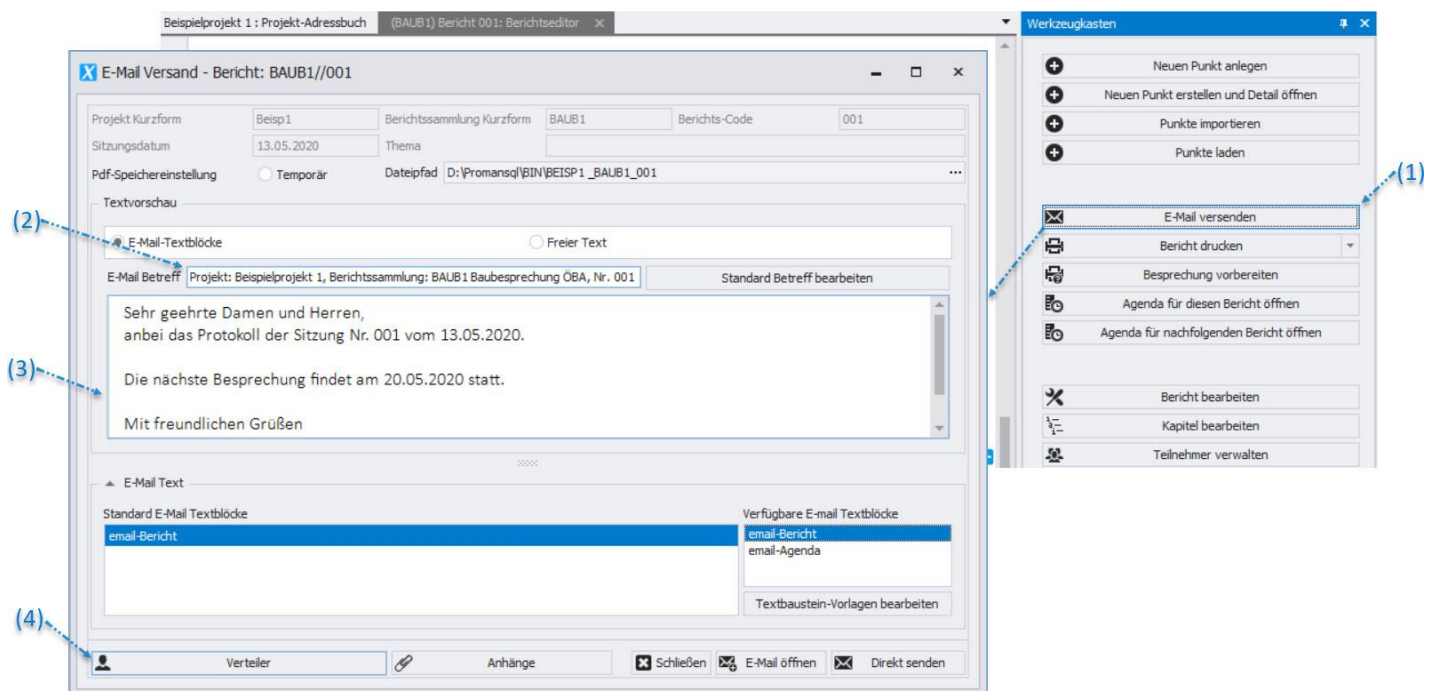 Beispielprojekt 1 : Projekt-Adressbuch
(BAUB1) Bericht 001: Berichtseditor
Werkzeugkasten
E-Mail Versand - Bericht: BAUB1//001
Projekt Kurzform Beisp1 Berichtssammlung Kurzform BAUB1 Berichts-Code 001
Sitzungsdatum 13.05.2020 Thema
Pdf-Speichereinstellung Temporär Dateipfad D:\Promansql\BIN\BEISP1 _BAUB1_001 ...
Textvorschau
(2)
E-Mail-Textblöcke Freier Text
E-Mail Betreff Projekt: Beispielprojekt 1, Berichtssammlung: BAUB1 Baubesprechung ÖBA, Nr. 001 Standard Betreff bearbeiten
Sehr geehrte Damen und Herren,
anbei das Protokoll der Sitzung Nr. 001 vom 13.05.2020.
(3)
Die nächste Besprechung findet am 20.05.2020 statt.
Mit freundlichen Grüßen
E-Mail Text
Standard E-Mail Textblöcke
email-Bericht
Verfügbare E-mail Textblöcke
email-Bericht
email-Agenda
Textbaustein-Vorlagen bearbeiten
(4)
Verteiler
Anhänge
Schließen
E-Mail öffnen
Direkt senden
Neuen Punkt anlegen
Neuen Punkt erstellen und Detail öffnen
Punkte importieren
Punkte laden
(1)
E-Mail versenden
Bericht drucken
Besprechung vorbereiten
Agenda für diesen Bericht öffnen
Agenda für nachfolgenden Bericht öffnen
Bericht bearbeiten
Kapitel bearbeiten
Teilnehmer verwalten